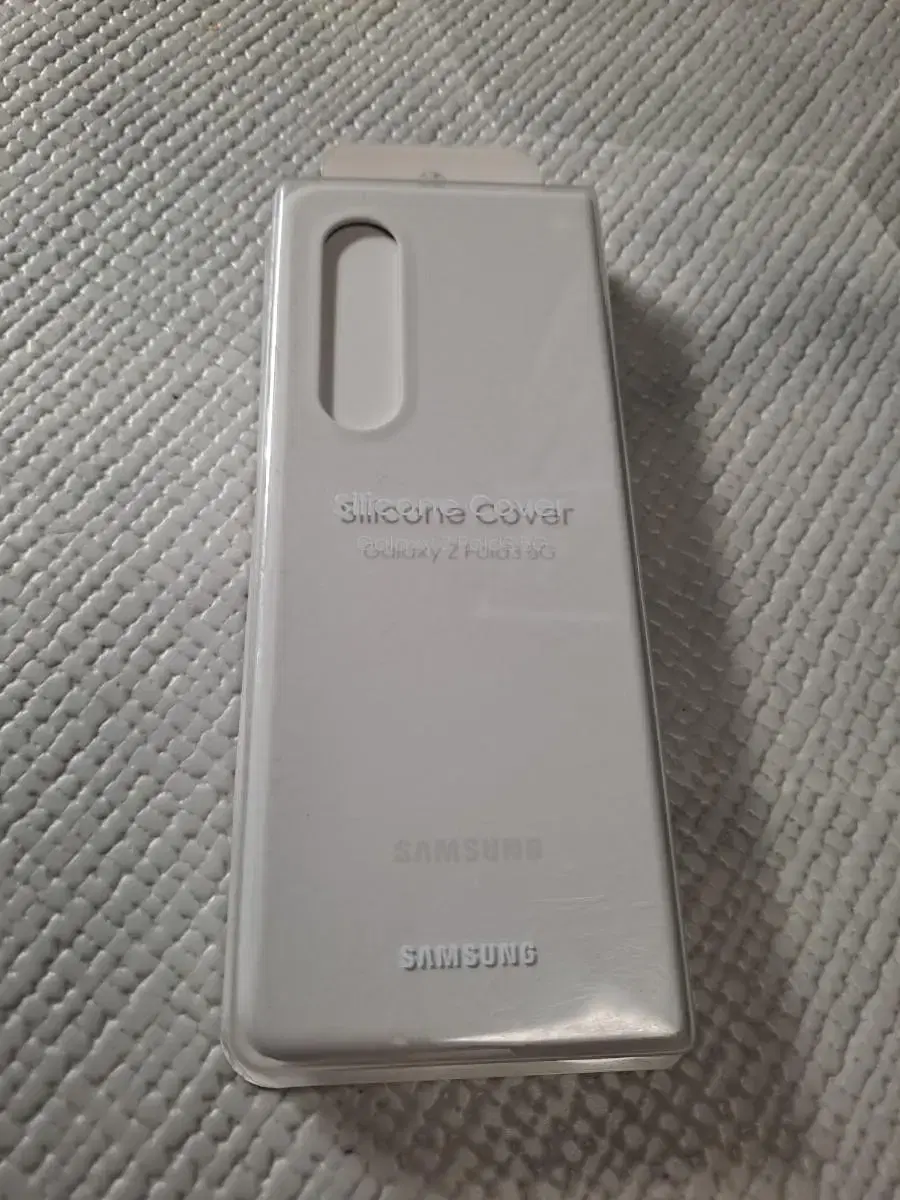 Silicone Cover
Galaxy Z Fold3 5G
SAMSUNG
SAMSUNG